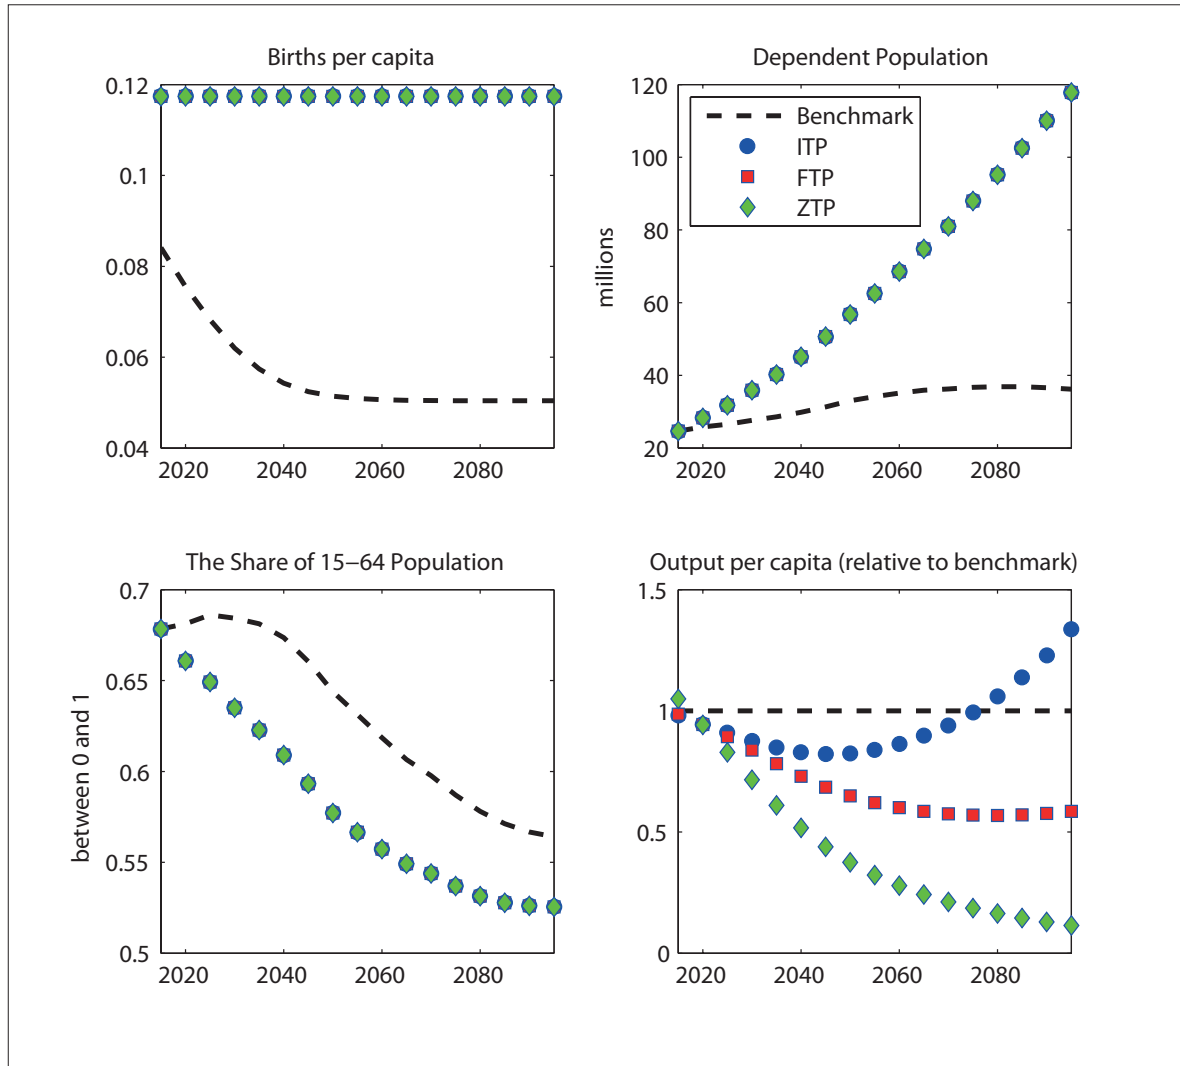 Births per capita
0.12
0.1
0.08
0.06
0.04
2020 2040 2060 2080
Dependent Population
millions
120
100
80
60
40
20
Benchmark
ITP
FTP
ZTP
2020 2040 2060 2080
The Share of 15–64 Population
between 0 and 1
0.7
0.65
0.6
0.55
0.5
2020 2040 2060 2080
Output per capita (relative to benchmark)
1.5
1
0.5
0
2020 2040 2060 2080